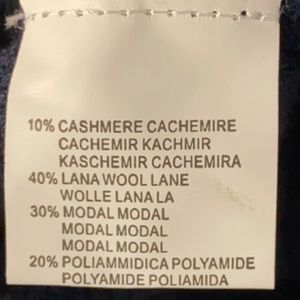 10% CASHMERE CACHEMIRE
CACHEMIR KACHMIR
KASCHEMIR CACHEMIRA
40% LANA WOOL LANE
WOLLE LANA LA
30% MODAL MODAL
MODAL MODAL
MODAL MODAL
20% POLIAMMIDICA POLYAMIDE
POLYAMIDE POLIAMIDA